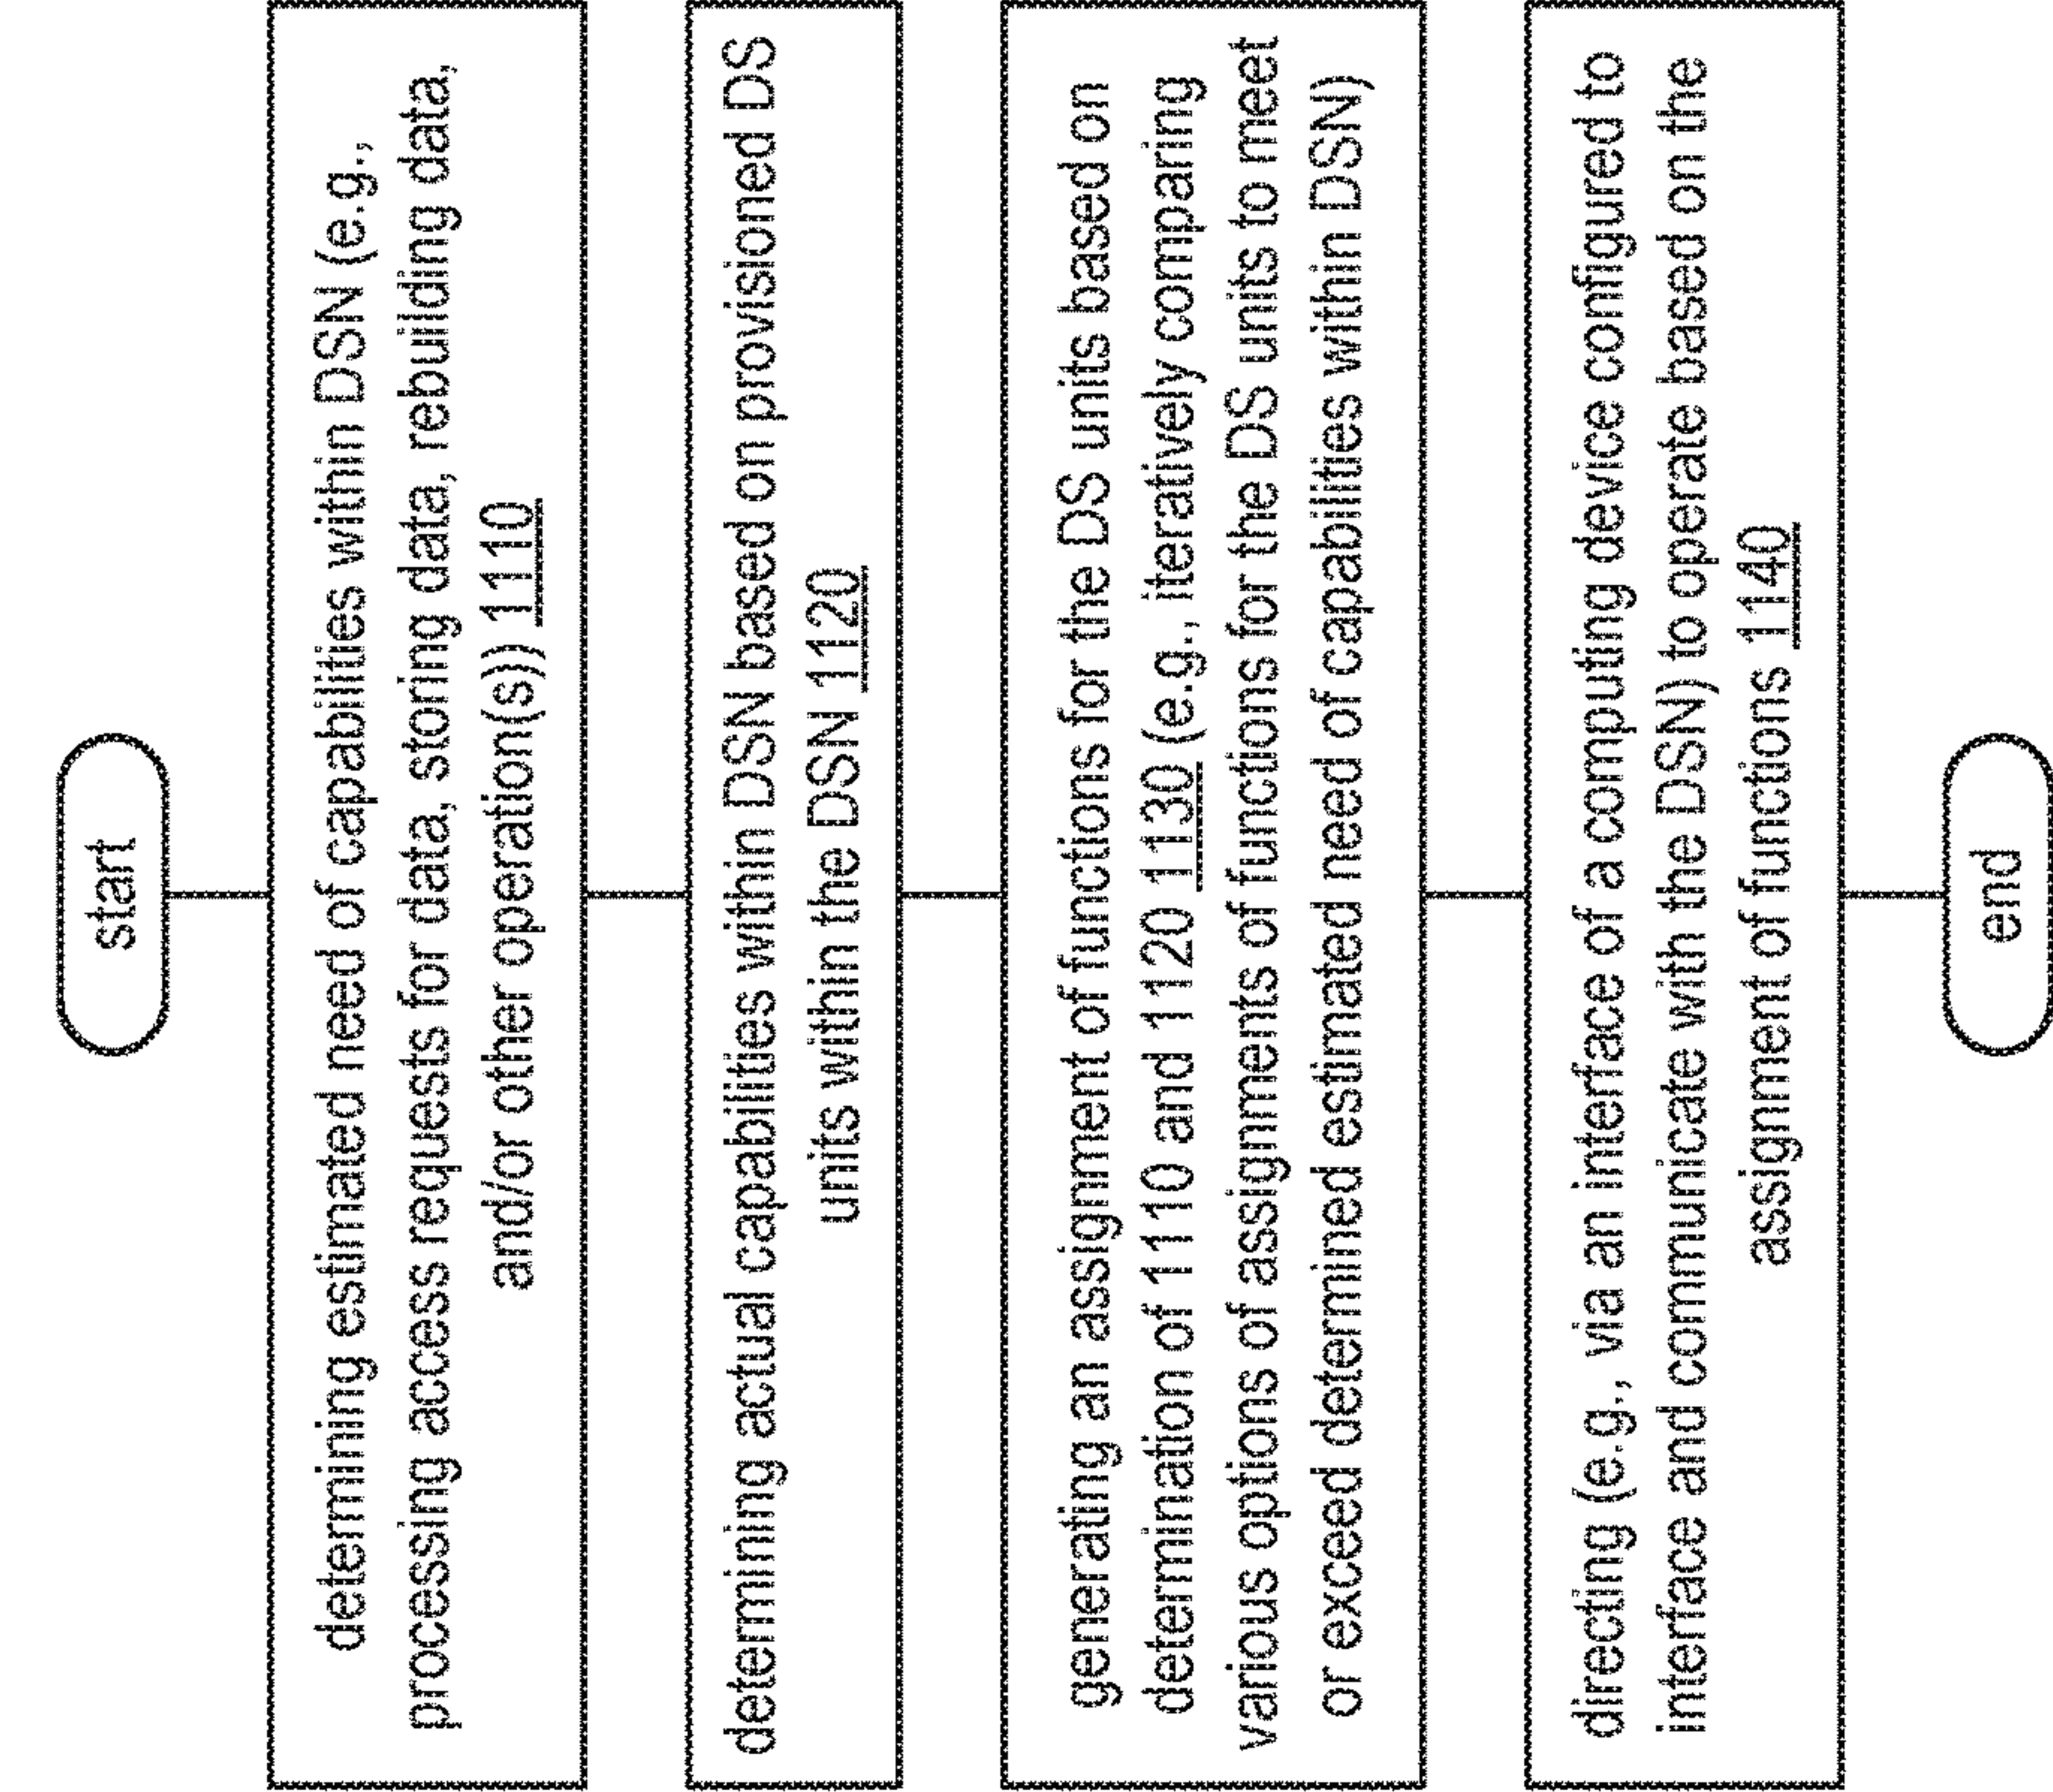 start
determining estimated need of capabilities within DSN (e.g.,
processing access requests for data, storing data, rebuilding data,
and/or other operation(s)) 1110
determining actual capabilities within DSN based on provisioned DS
units within the DSN 1120
generating an assignment of functions for the DS units based on
determination of 1110 and 1120 1130 (e.g., iteratively comparing
various options of assignments of functions for the DS units to meet
or exceed determined estimated need of capabilities within DSN)
directing (e.g., via an interface of a computing device configured to
interface and communicate with the DSN) to operate based on the
assignment of functions 1140
end